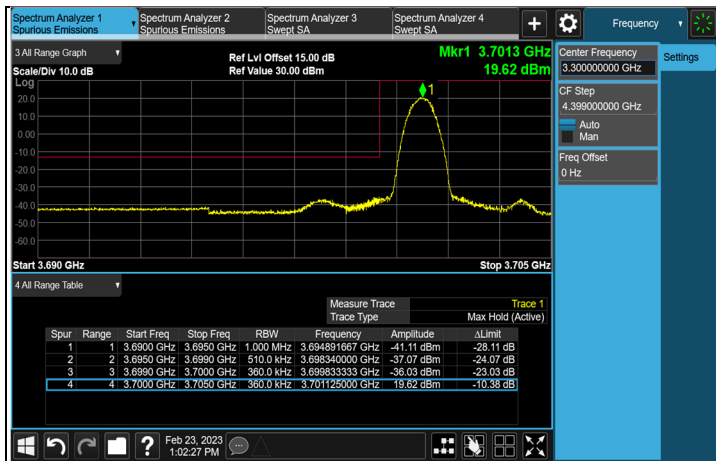 Spectrum Analyzer 1
Spurious Emissions
Spectrum Analyzer 2
Spurious Emissions
Spectrum Analyzer 3
Swept SA
Spectrum Analyzer 4
Swept SA
+
Frequency
3 All Range Graph
Scale/Div 10.0 dB
Ref Lvl Offset 15.00 dB
Ref Value 30.00 dBm
Mkr1 3.7013 GHz
19.62 dBm
Log
20.0
10.0
0.00
-10.0
-20.0
-30.0
-40.0
-50.0
-60.0
1
Start 3.690 GHz
Stop 3.705 GHz
Center Frequency
3.300000000 GHz
Settings
CF Step
4.399000000 GHz
Auto
Man
Freq Offset
0 Hz
4 All Range Table
Measure Trace Trace 1
Trace Type Max Hold (Active)
Spur Range Start Freq Stop Freq RBW Frequency Amplitude ΔLimit
1 1 3.6900 GHz 3.6950 GHz 1.000 MHz 3.694891667 GHz -41.11 dBm -28.11 dB
2 2 3.6950 GHz 3.6990 GHz 510.0 kHz 3.698340000 GHz -37.07 dBm -24.07 dB
3 3 3.6990 GHz 3.7000 GHz 360.0 kHz 3.699833333 GHz -36.03 dBm -23.03 dB
4 4 3.7000 GHz 3.7050 GHz 360.0 kHz 3.701125000 GHz 19.62 dBm -10.38 dB
?
Feb 23, 2023
1:02:27 PM